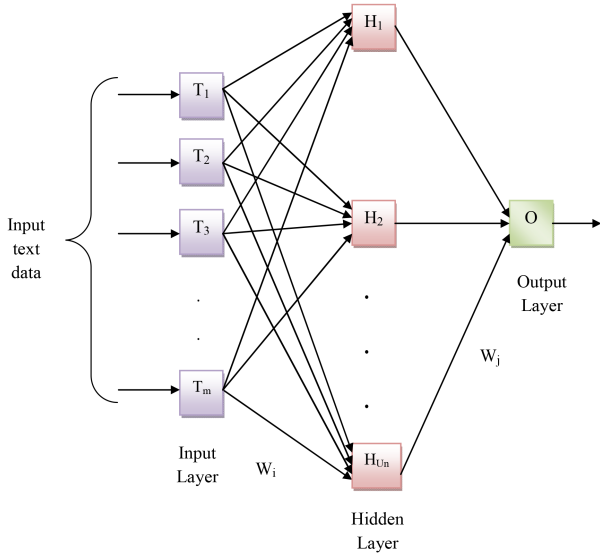 Input
text
data
T1
T2
T3
Tm
Input
Layer
Wi
H1
H2
HUn
Hidden
Layer
Wj
O
Output
Layer